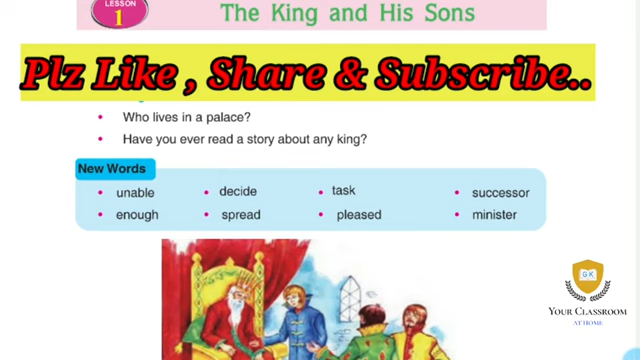 LESSON
1
The King and His Sons
Plz Like , Share & Subscribe..
• Who lives in a palace?
• Have you ever read a story about any king?
New Words
• unable • decide • task • successor
• enough • spread • pleased • minister
G K
YOUR CLASSROOM
AT HOME